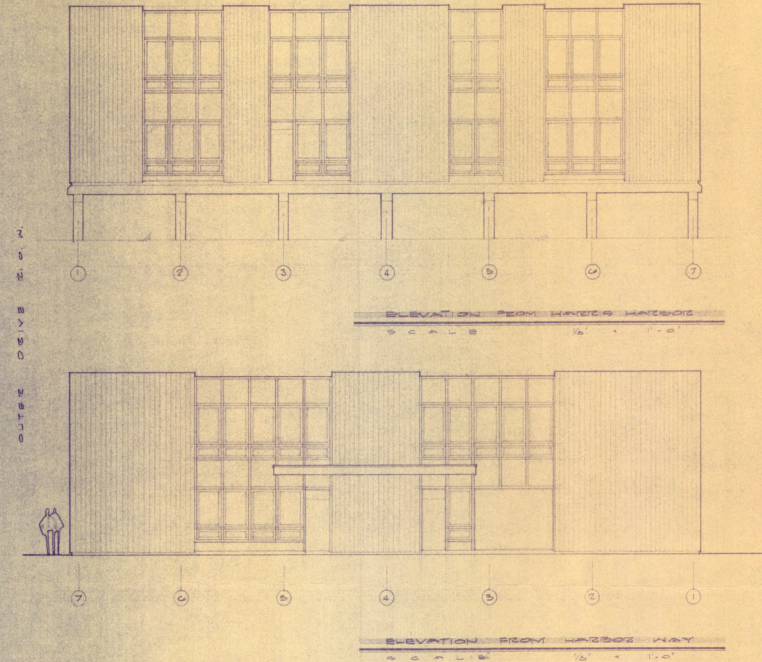 1 2 3 4 5 6 7
ELEVATION FROM HARRIS HARBOR
SCALE 1/8" = 1'-0"
7 6 5 4 3 2 1
ELEVATION FROM HARBOR WAY
SCALE 1/8" = 1'-0"
OUTER DRIVE